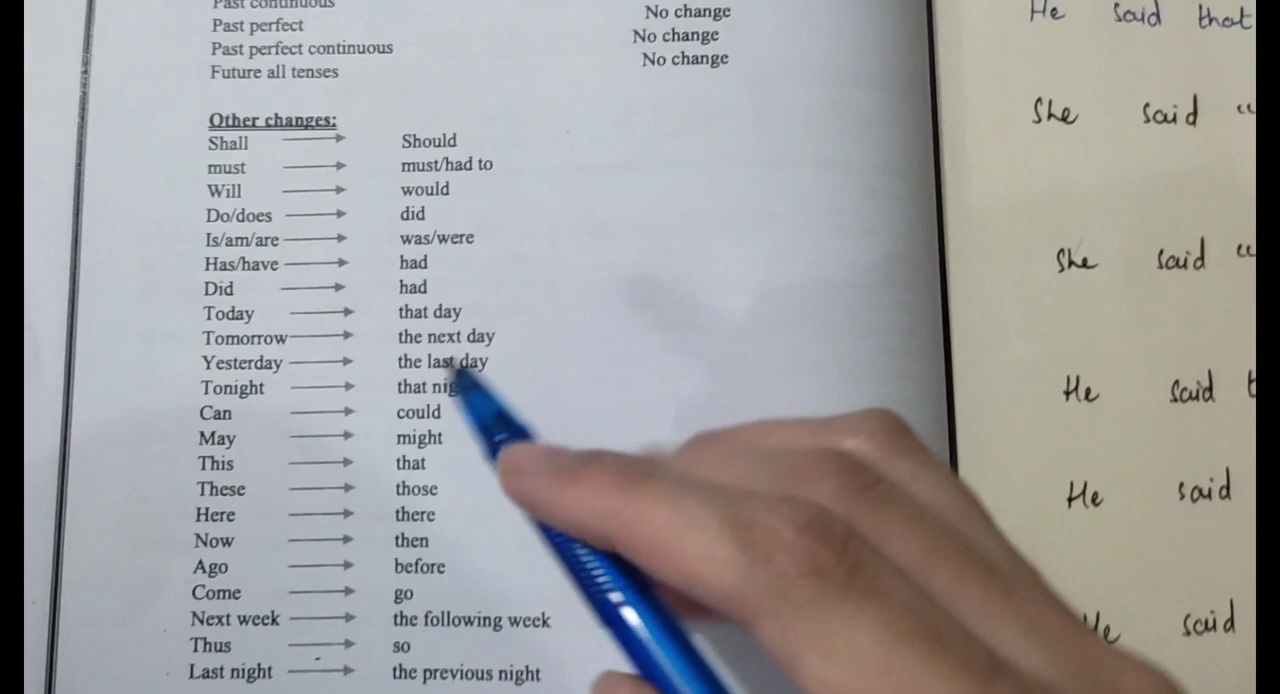 Past continuous No change
Past perfect No change
Past perfect continuous No change
Future all tenses
Other changes:
Shall Should
must must/had to
Will would
Do/does did
Is/am/are was/were
Has/have had
Did had
Today that day
Tomorrow the next day
Yesterday the last day
Tonight that
Can could
May might
This that
These those
Here there
Now then
Ago before
Come go
Next week the following week
Thus so
Last night the previous night
He said that
She said “
She said “
He said t
He said
He said